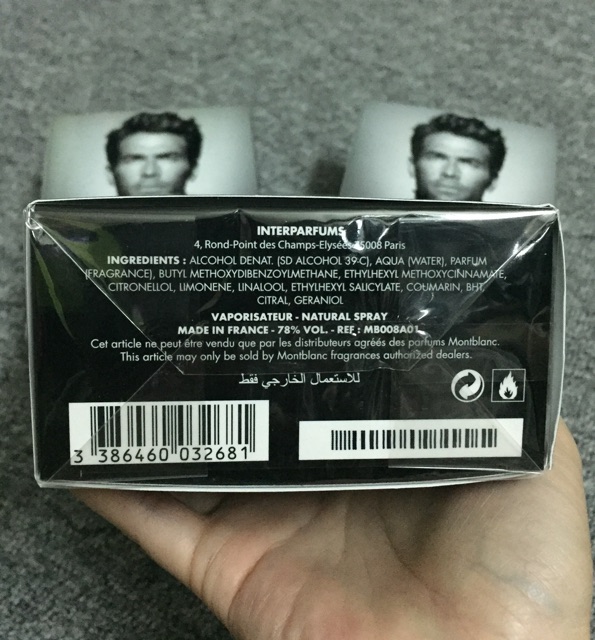 INTERPARFUMS
4, Rond-Point des Champs-Elysées 75008 Paris
INGREDIENTS : ALCOHOL DENAT. (SD ALCOHOL 39-C), AQUA (WATER), PARFUM
(FRAGRANCE), BUTYL METHOXYDIBENZOYLMETHANE, ETHYLHEXYL METHOXYCINNAMATE,
CITRONELLOL, LIMONENE, LINALOOL, ETHYLHEXYL SALICYLATE, COUMARIN, BHT,
CITRAL, GERANIOL
VAPORISATEUR - NATURAL SPRAY
MADE IN FRANCE - 78% VOL. - REF : MB008A01
Cet article ne peut être vendu que par les distributeurs agréés des parfums Montblanc.
This article may only be sold by Montblanc fragrances authorized dealers.
للاستعمال الخارجي فقط
3 386460 032681